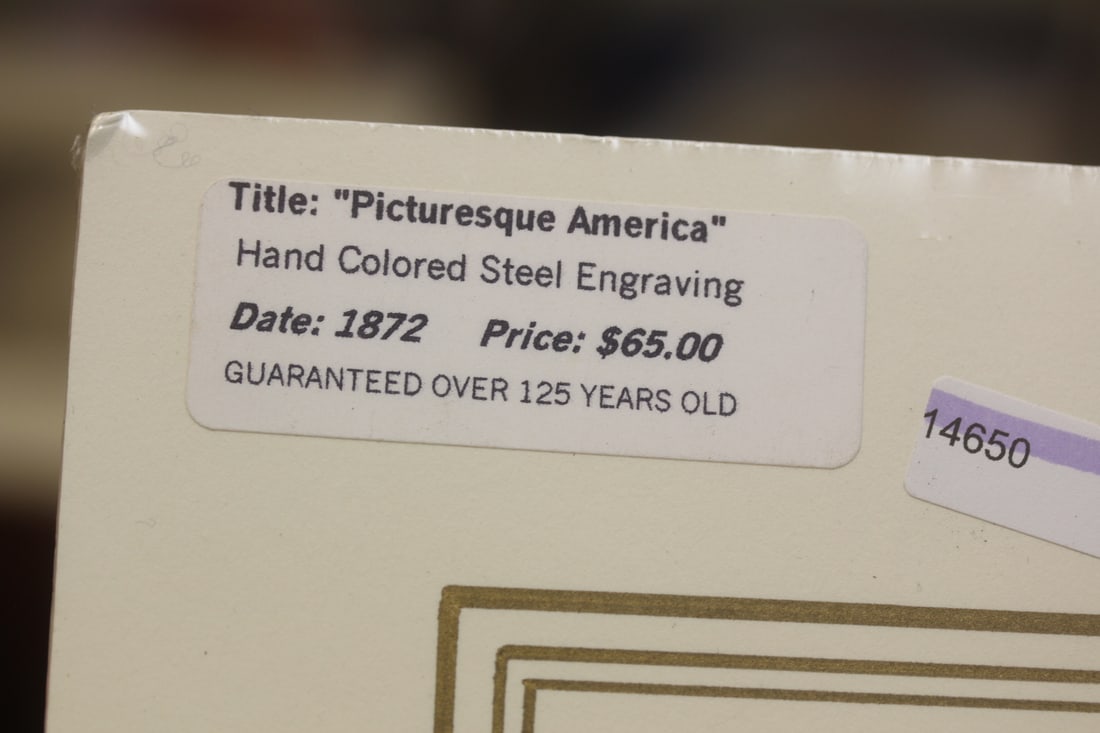 Title: "Picturesque America"
Hand Colored Steel Engraving
Date: 1872 Price: $65.00
GUARANTEED OVER 125 YEARS OLD
14650